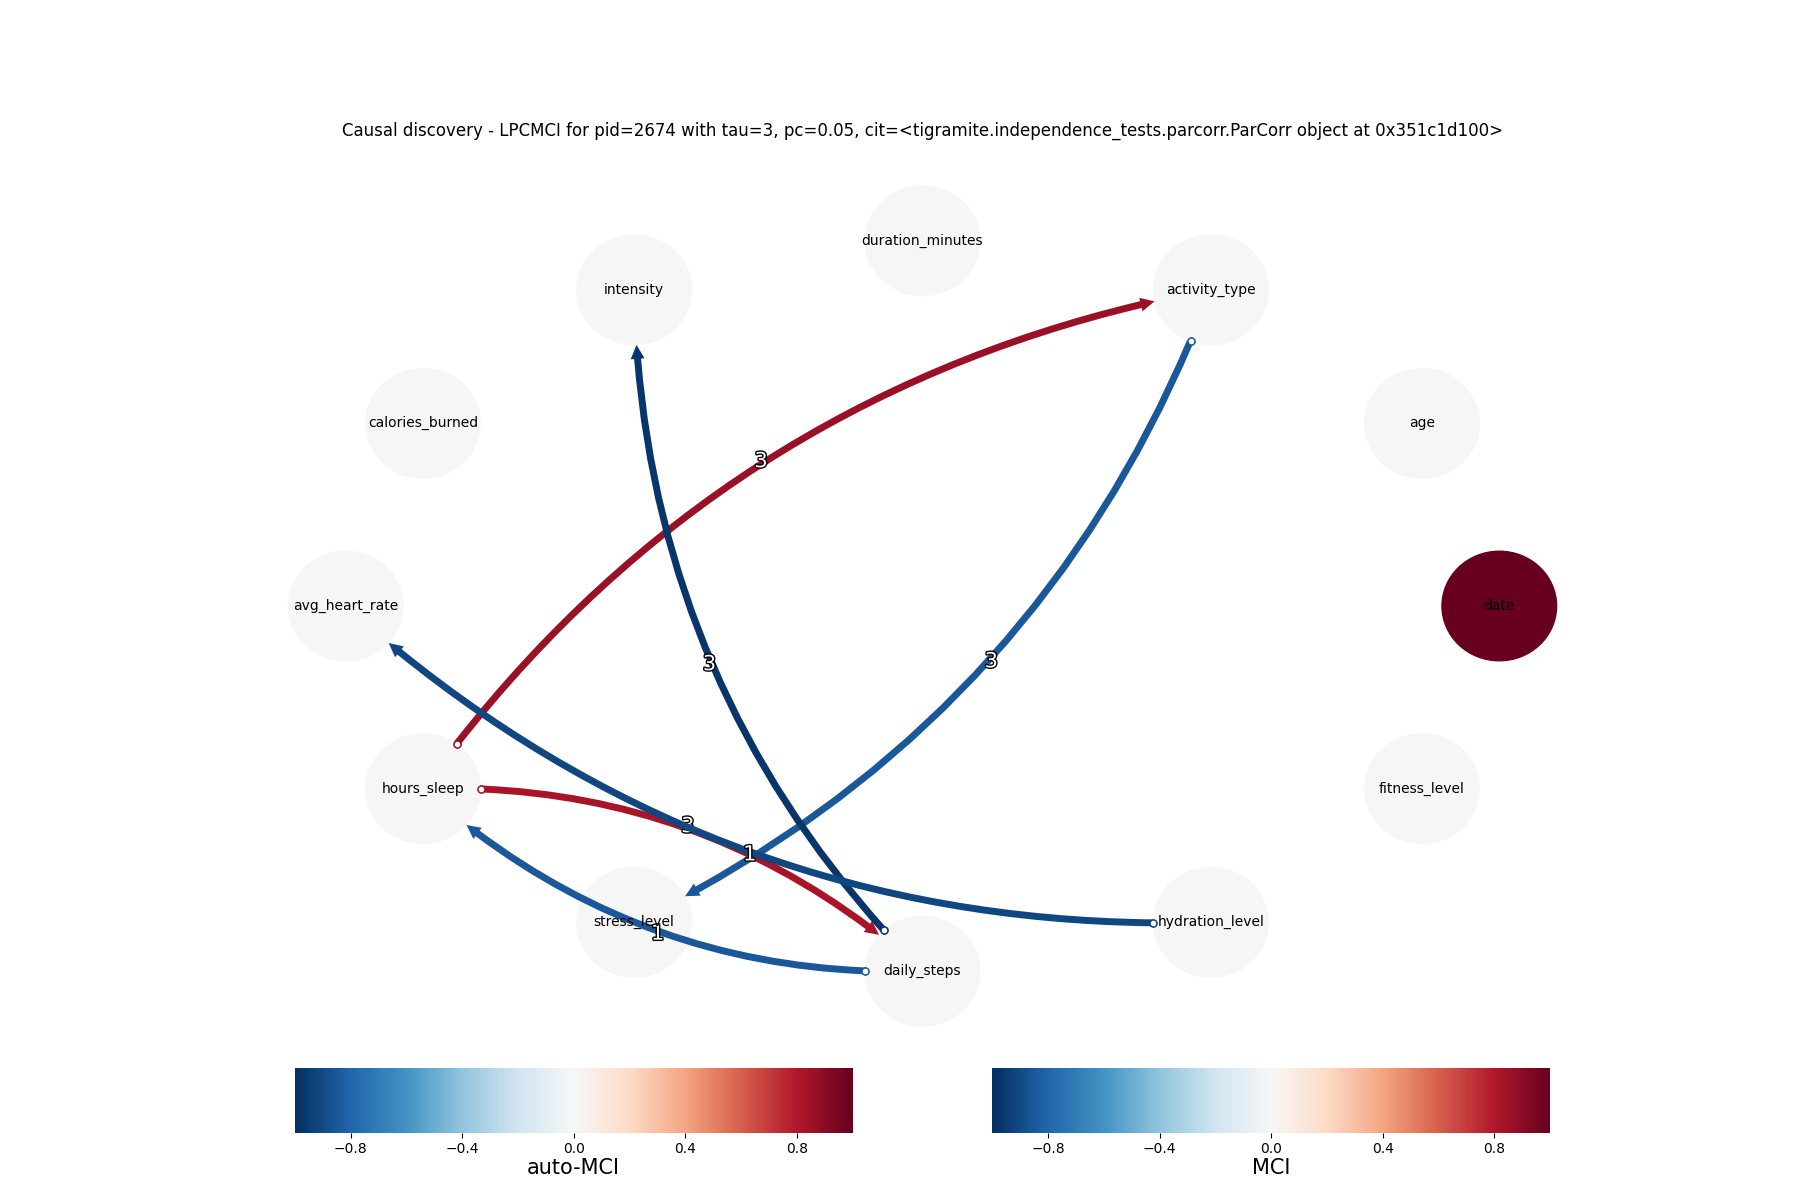 Causal discovery - LPCMCI for pid=2674 with tau=3, pc=0.05, cit=<tigramite.independence_tests.parcorr.ParCorr object at 0x351c1d100>
duration_minutes
intensity
activity_type
calories_burned
age
3
avg_heart_rate
date
3
3
hours_sleep
fitness_level
3
1
stress_level
hydration_level
1
daily_steps
−0.8 −0.4 0.0 0.4 0.8
auto-MCI
−0.8 −0.4 0.0 0.4 0.8
MCI